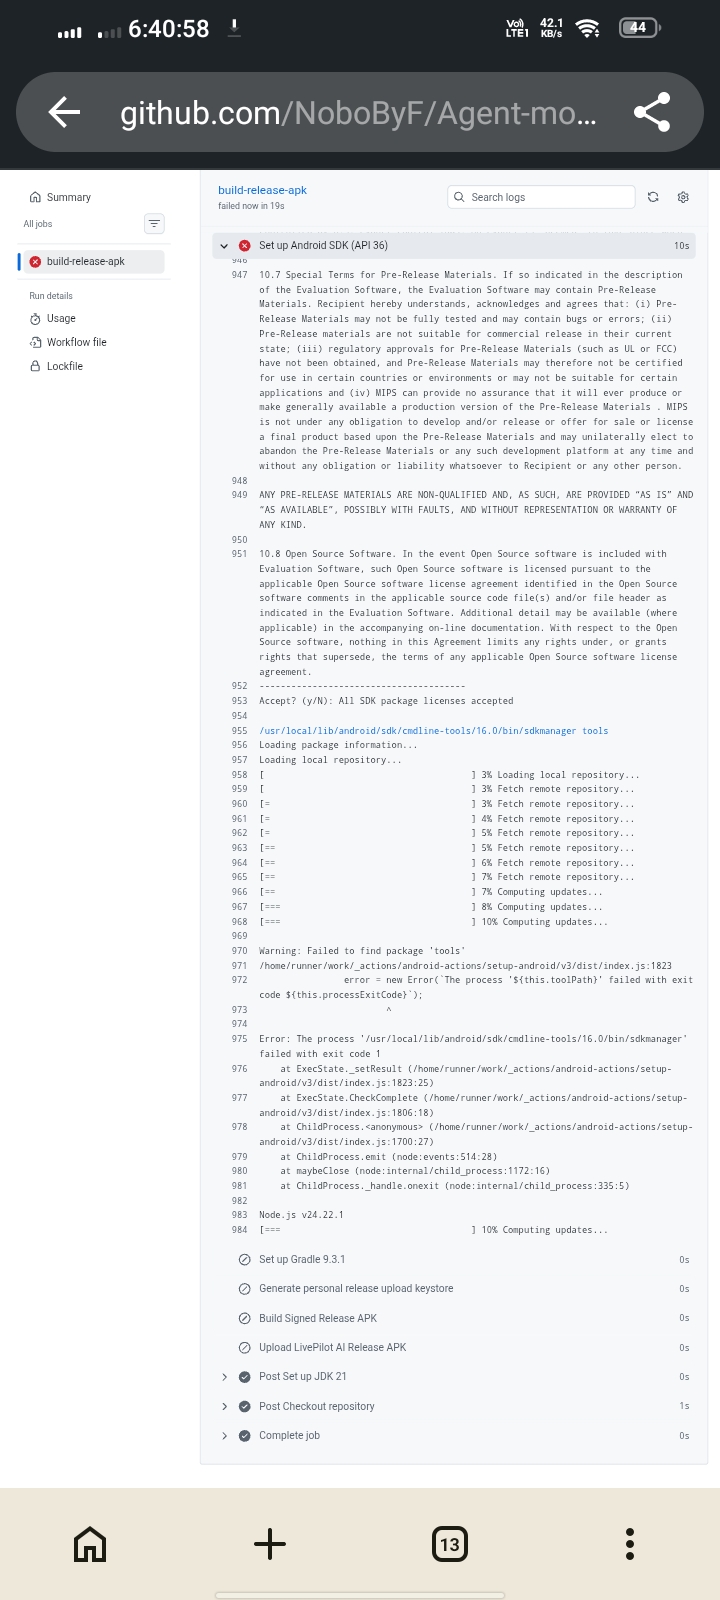 6:40:58
Vo)
LTE1
42.1
KB/s
44
github.com/NoboByF/Agent-mo...
Summary
All jobs
build-release-apk
Run details
Usage
Workflow file
Lockfile
build-release-apk
failed now in 19s
Search logs
Set up Android SDK (API 36) 10s
946
947 10.7 Special Terms for Pre-Release Materials. If so indicated in the description
of the Evaluation Software, the Evaluation Software may contain Pre-Release
Materials. Recipient hereby understands, acknowledges and agrees that: (i) Pre-
Release Materials may not be fully tested and may contain bugs or errors; (ii)
Pre-Release materials are not suitable for commercial release in their current
state; (iii) regulatory approvals for Pre-Release Materials (such as UL or FCC)
have not been obtained, and Pre-Release Materials may therefore not be certified
for use in certain countries or environments or may not be suitable for certain
applications and (iv) MIPS can provide no assurance that it will ever produce or
make generally available a production version of the Pre-Release Materials . MIPS
is not under any obligation to develop and/or release or offer for sale or license
a final product based upon the Pre-Release Materials and may unilaterally elect to
abandon the Pre-Release Materials or any such development platform at any time and
without any obligation or liability whatsoever to Recipient or any other person.
948
949 ANY PRE-RELEASE MATERIALS ARE NON-QUALIFIED AND, AS SUCH, ARE PROVIDED “AS IS” AND
“AS AVAILABLE”, POSSIBLY WITH FAULTS, AND WITHOUT REPRESENTATION OR WARRANTY OF
ANY KIND.
950
951 10.8 Open Source Software. In the event Open Source software is included with
Evaluation Software, such Open Source software is licensed pursuant to the
applicable Open Source software license agreement identified in the Open Source
software comments in the applicable source code file(s) and/or file header as
indicated in the Evaluation Software. Additional detail may be available (where
applicable) in the accompanying on-line documentation. With respect to the Open
Source software, nothing in this Agreement limits any rights under, or grants
rights that supersede, the terms of any applicable Open Source software license
agreement.
952 ---------------------------------------
953 Accept? (y/N): All SDK package licenses accepted
954
955 /usr/local/lib/android/sdk/cmdline-tools/16.0/bin/sdkmanager tools
956 Loading package information...
957 Loading local repository...
958 [ ] 3% Loading local repository...
959 [ ] 3% Fetch remote repository...
960 [= ] 3% Fetch remote repository...
961 [= ] 4% Fetch remote repository...
962 [= ] 5% Fetch remote repository...
963 [== ] 5% Fetch remote repository...
964 [== ] 6% Fetch remote repository...
965 [== ] 7% Fetch remote repository...
966 [== ] 7% Computing updates...
967 [=== ] 8% Computing updates...
968 [=== ] 10% Computing updates...
969
970 Warning: Failed to find package 'tools'
971 /home/runner/work/_actions/android-actions/setup-android/v3/dist/index.js:1823
972 error = new Error(`The process '${this.toolPath}' failed with exit
code ${this.processExitCode}`);
973 ^
974
975 Error: The process '/usr/local/lib/android/sdk/cmdline-tools/16.0/bin/sdkmanager'
failed with exit code 1
976 at ExecState._setResult (/home/runner/work/_actions/android-actions/setup-
android/v3/dist/index.js:1823:25)
977 at ExecState.CheckComplete (/home/runner/work/_actions/android-actions/setup-
android/v3/dist/index.js:1806:18)
978 at ChildProcess.<anonymous> (/home/runner/work/_actions/android-actions/setup-
android/v3/dist/index.js:1700:27)
979 at ChildProcess.emit (node:events:514:28)
980 at maybeClose (node:internal/child_process:1172:16)
981 at ChildProcess._handle.onexit (node:internal/child_process:335:5)
982
983 Node.js v24.22.1
984 [=== ] 10% Computing updates...
Set up Gradle 9.3.1 0s
Generate personal release upload keystore 0s
Build Signed Release APK 0s
Upload LivePilot AI Release APK 0s
Post Set up JDK 21 0s
Post Checkout repository 1s
Complete job 0s
13